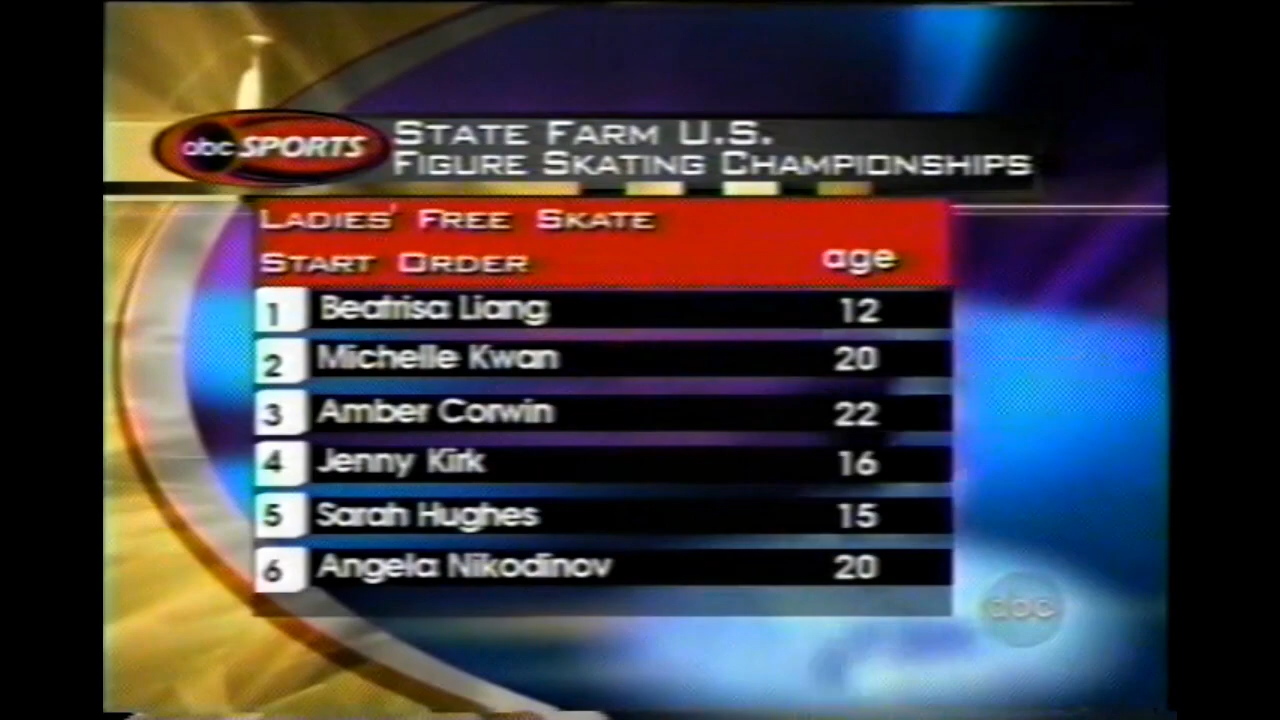 abc SPORTS
STATE FARM U.S.
FIGURE SKATING CHAMPIONSHIPS
LADIES' FREE SKATE
START ORDER age
1 Beatrisa Liang 12
2 Michelle Kwan 20
3 Amber Corwin 22
4 Jenny Kirk 16
5 Sarah Hughes 15
6 Angela Nikodinov 20
abc